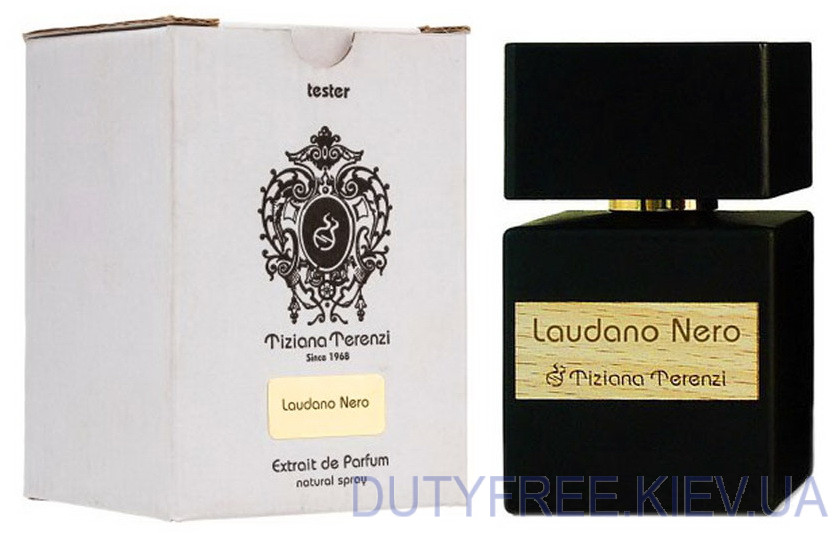 tester
Tiziana Terenzi
Since 1968
Laudano Nero
Extrait de Parfum
natural spray
Laudano Nero
Tiziana Terenzi
DUTYFREE.KIEV.UA